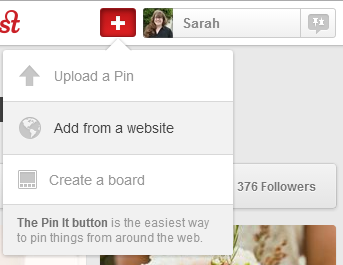 st
Sarah
Upload a Pin
Add from a website
Create a board
376 Followers
The Pin It button is the easiest way
to pin things from around the web.